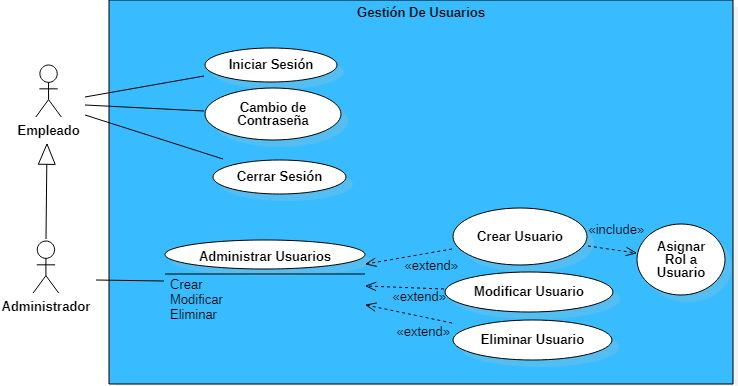 Gestión De Usuarios
Iniciar Sesión
Cambio de
Contraseña
Empleado
Cerrar Sesión
Crear Usuario
«include»
Asignar
Rol a
Usuario
Administrar Usuarios
«extend»
Crear
Modificar
Eliminar
«extend»
Modificar Usuario
Administrador
«extend»
Eliminar Usuario